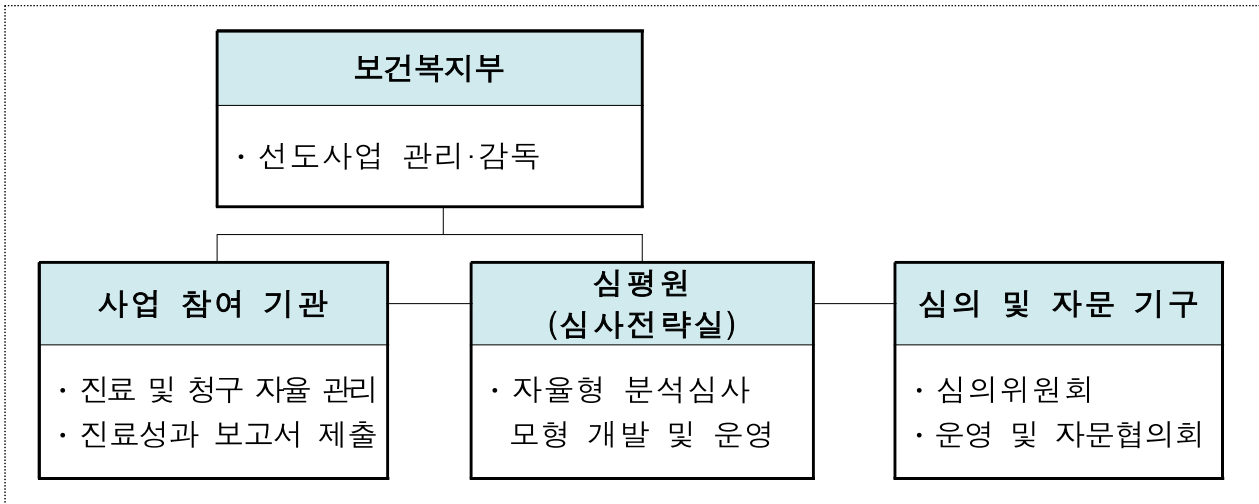 보건복지부
· 선도사업 관리·감독
사업 참여 기관
· 진료 및 청구 자율 관리
· 진료성과 보고서 제출
심평원
(심사전략실)
· 자율형 분석심사
모형 개발 및 운영
심의 및 자문 기구
· 심의위원회
· 운영 및 자문협의회